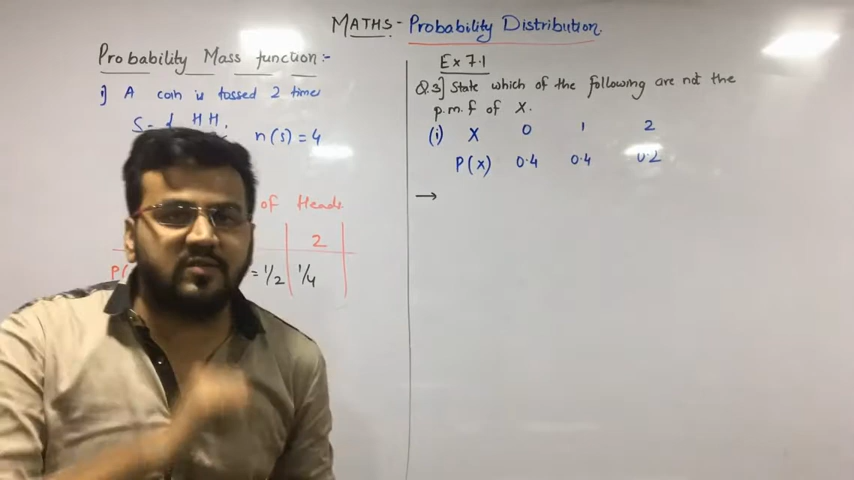 MATHS - Probability Distribution.
Probability Mass function :-
i) A coin is tossed 2 time
S = { HH,
n(s) = 4
of Heads
2
P(
= 1/2 1/4
Ex 7.1
Q.3] State which of the following are not the
p.m.f of X.
(i) X 0 1 2
P(x) 0.4 0.4 0.2
→